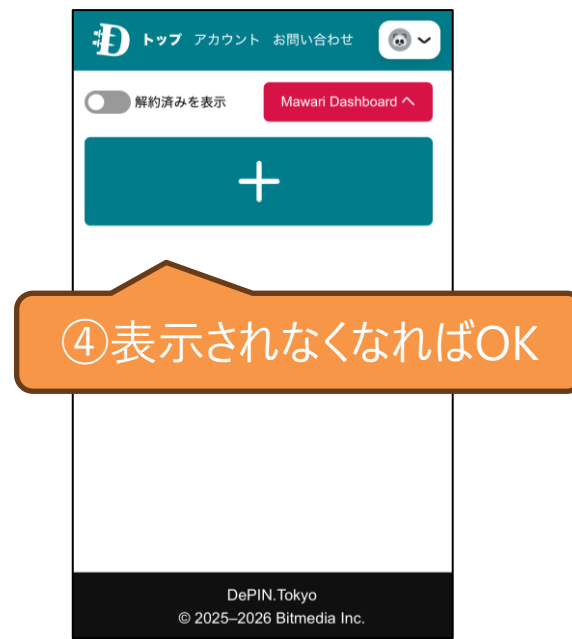 トップ アカウント お問い合わせ
解約済みを表示
Mawari Dashboard
④表示されなくなればOK
DePIN.Tokyo
© 2025–2026 Bitmedia Inc.